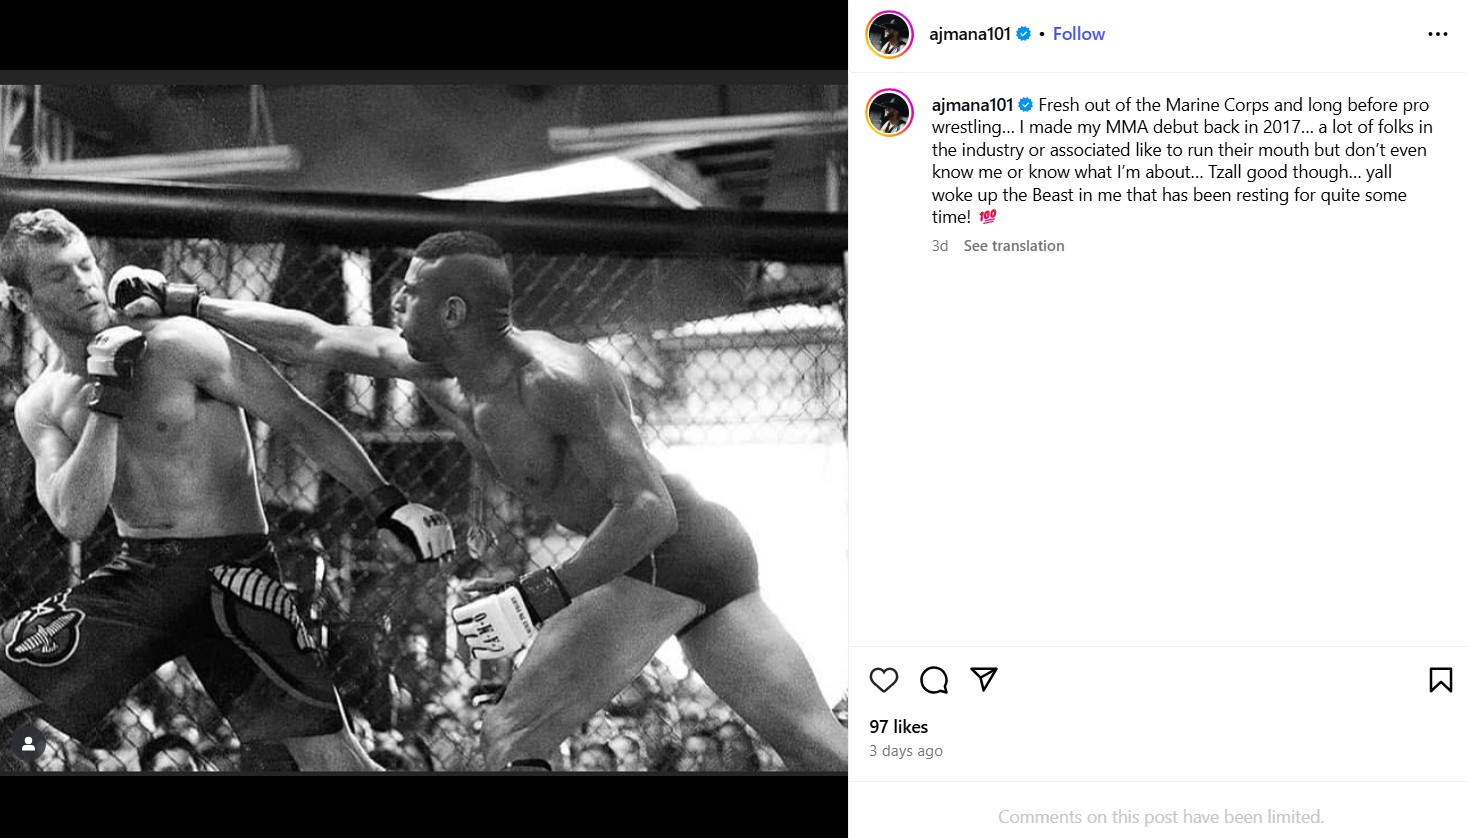 ajmana101 • Follow
ajmana101 Fresh out of the Marine Corps and long before pro
wrestling... I made my MMA debut back in 2017... a lot of folks in
the industry or associated like to run their mouth but don’t even
know me or know what I’m about... Tzall good though... yall
woke up the Beast in me that has been resting for quite some
time! 💯
3d See translation
97 likes
3 days ago
Comments on this post have been limited.